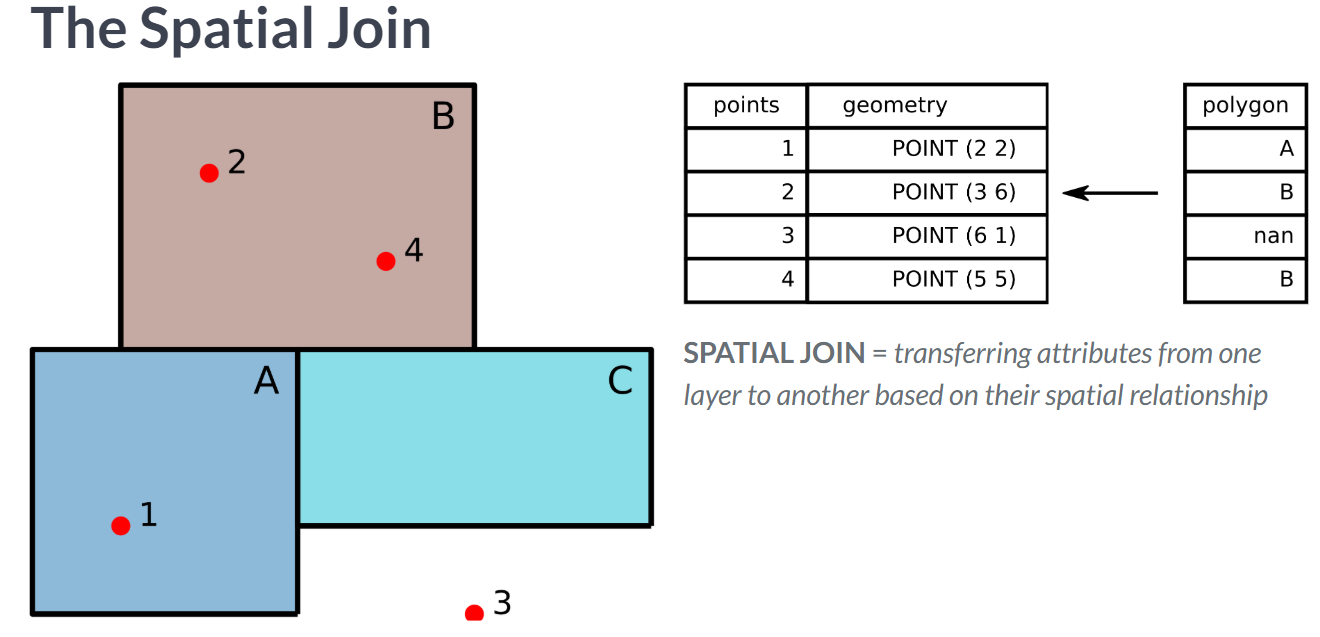 The Spatial Join
B
2
4
A
C
1
3
points geometry
1 POINT (2 2)
2 POINT (3 6)
3 POINT (6 1)
4 POINT (5 5)
polygon
A
B
nan
B
SPATIAL JOIN = transferring attributes from one
layer to another based on their spatial relationship